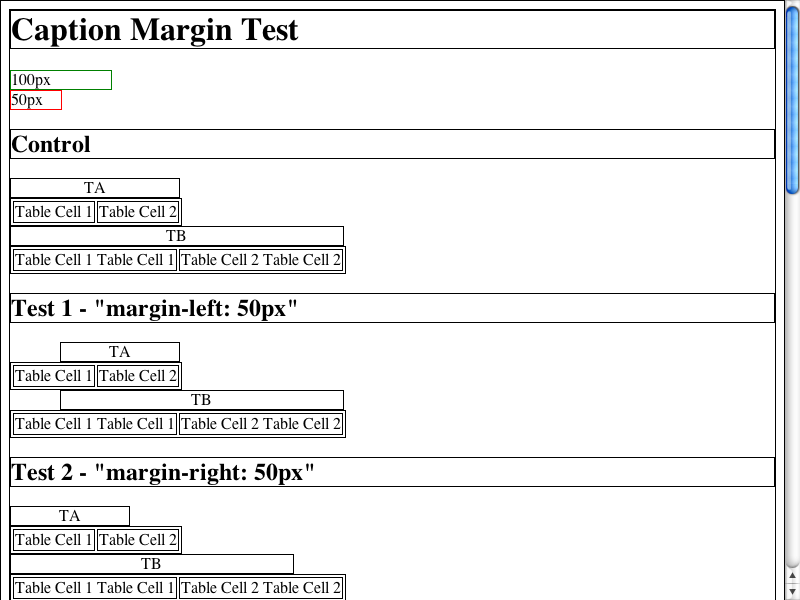 Caption Margin Test
100px
50px
Control
TA
Table Cell 1 Table Cell 2
TB
Table Cell 1 Table Cell 1 Table Cell 2 Table Cell 2
Test 1 - "margin-left: 50px"
TA
Table Cell 1 Table Cell 2
TB
Table Cell 1 Table Cell 1 Table Cell 2 Table Cell 2
Test 2 - "margin-right: 50px"
TA
Table Cell 1 Table Cell 2
TB
Table Cell 1 Table Cell 1 Table Cell 2 Table Cell 2